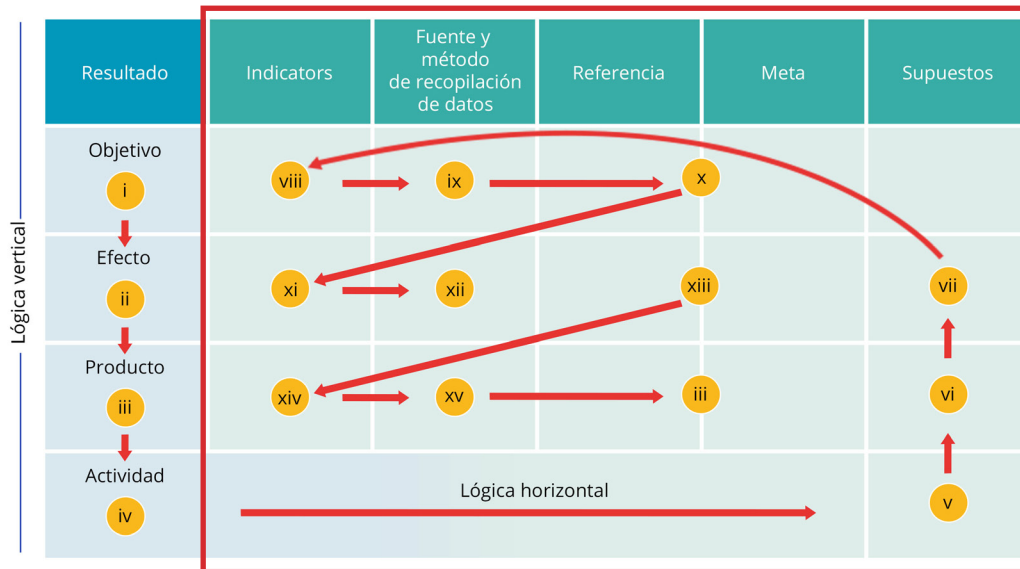 Resultado
Indicators
Fuente y
método
de recopilación
de datos
Referencia
Meta
Supuestos
Lógica vertical
Objetivo
i
viii
ix
x
Efecto
ii
xi
xii
xiii
vii
Producto
iii
xiv
xv
iii
vi
Actividad
iv
Lógica horizontal
v